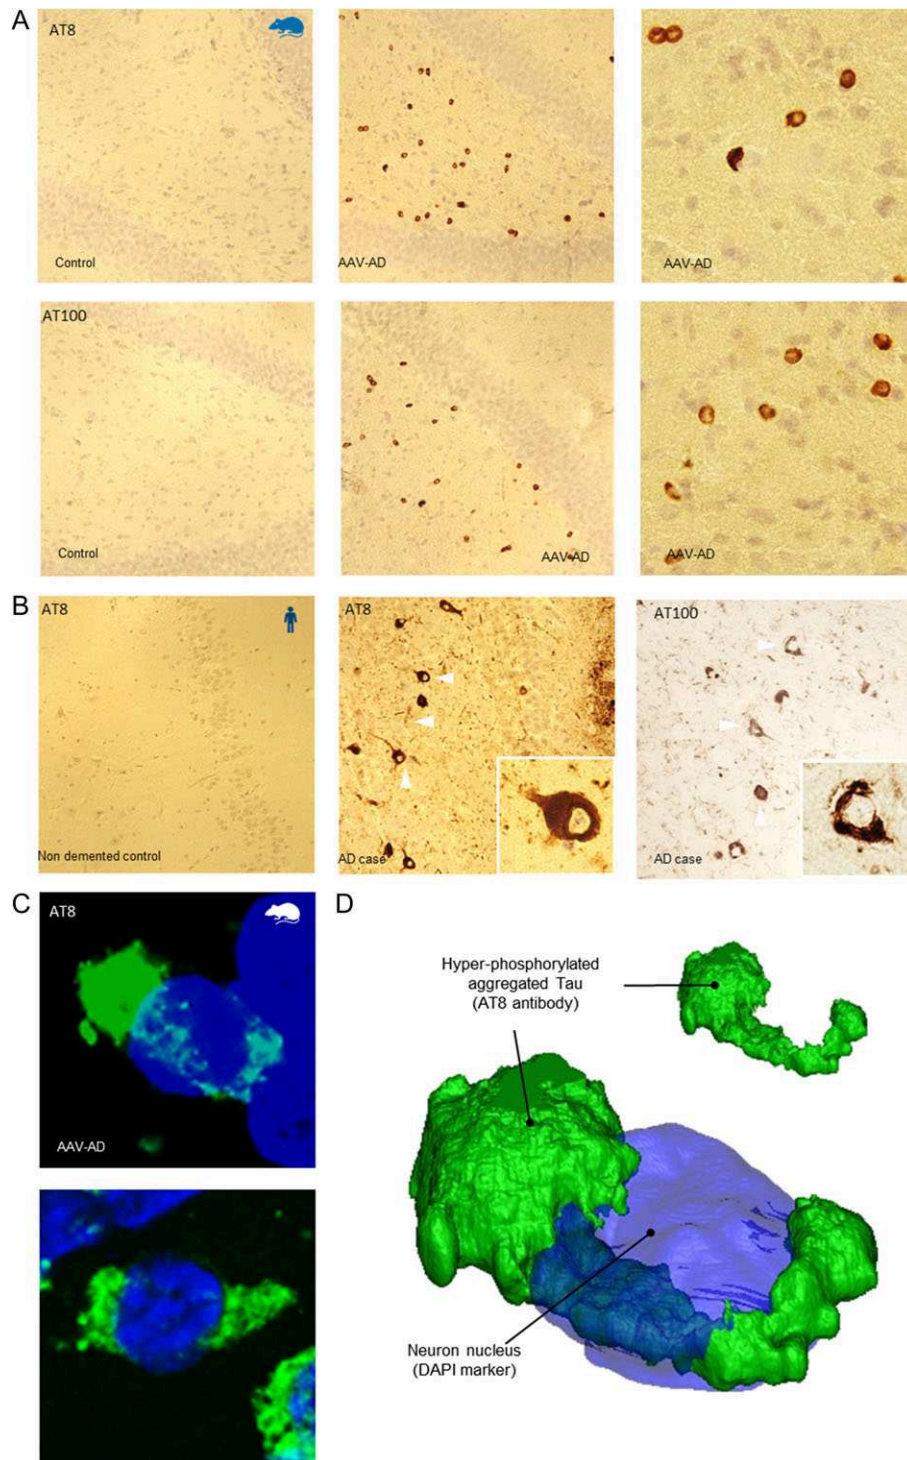 A
AT8
Control
AAV-AD
AAV-AD
AT100
Control
AAV-AD
AAV-AD
B
AT8
Non demented control
AT8
AD case
AT100
AD case
C
AT8
AAV-AD
D
Hyper-phosphorylated
aggregated Tau
(AT8 antibody)
Neuron nucleus
(DAPI marker)